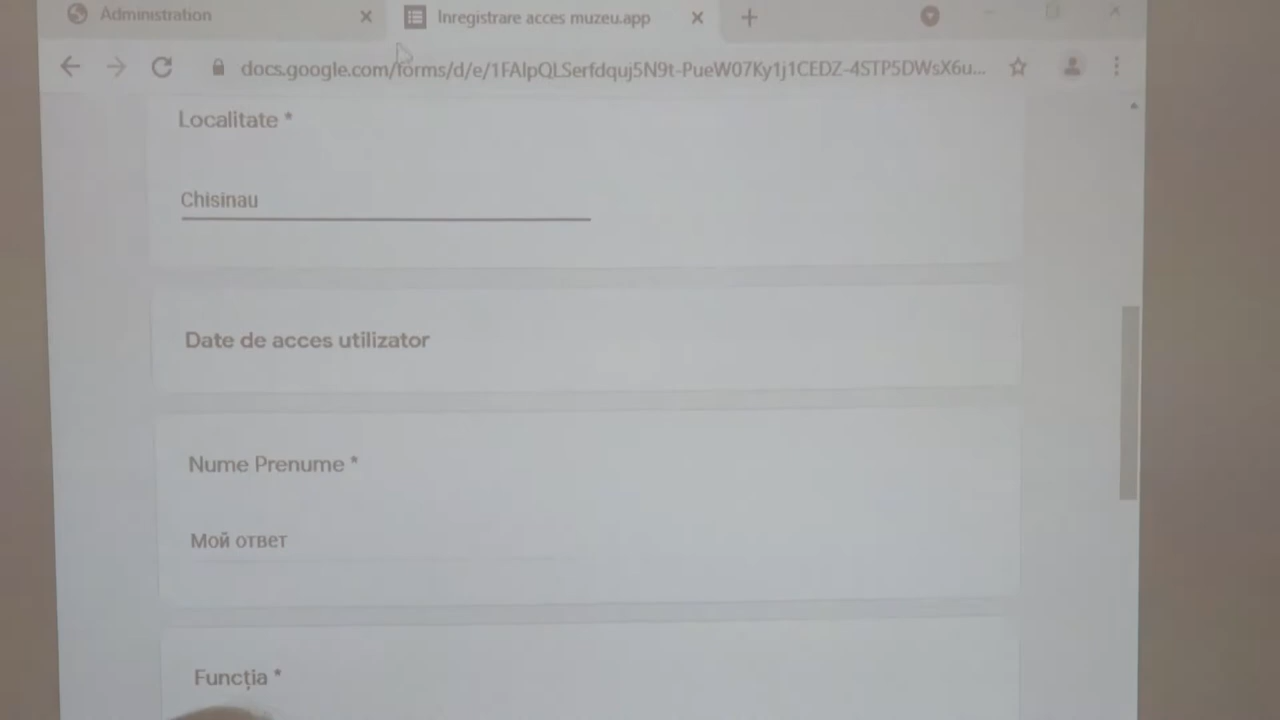 Administration
Inregistrare acces muzeu.app
docs.google.com/forms/d/e/1FAIpQLSerfdquj5N9t-PueW07Ky1j1CEDZ-4STP5DWsX6u...
Localitate *
Chisinau
Date de acces utilizator
Nume Prenume *
Мой ответ
Funcția *